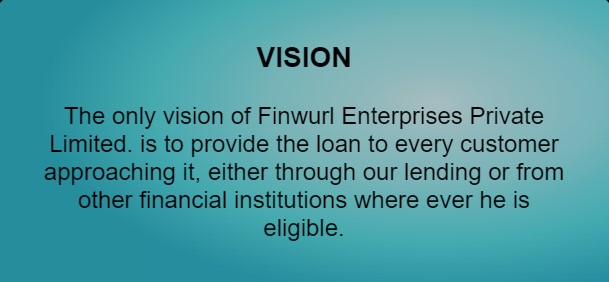 VISION
The only vision of Finwurl Enterprises Private
Limited. is to provide the loan to every customer
approaching it, either through our lending or from
other financial institutions where ever he is
eligible.